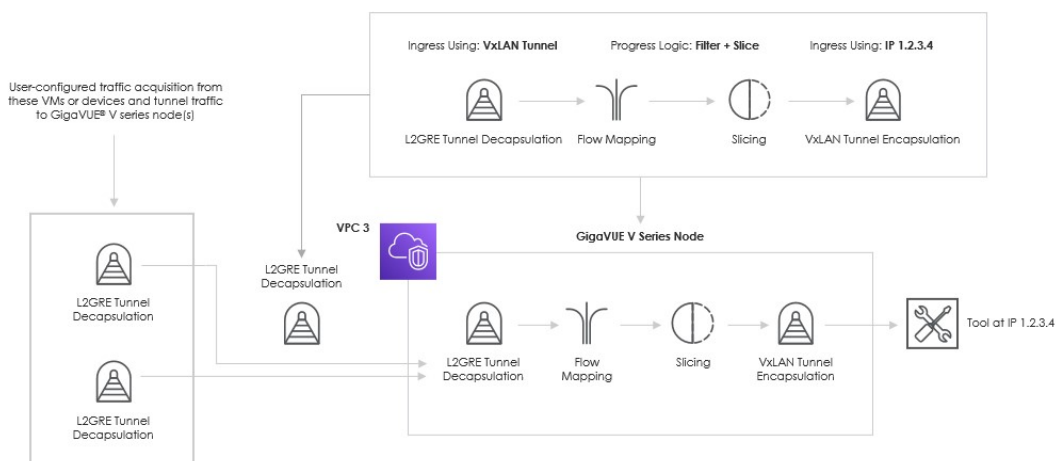 Ingress Using: VxLAN Tunnel
Progress Logic: Filter + Slice
Ingress Using: IP 1.2.3.4
L2GRE Tunnel Decapsulation
Flow Mapping
Slicing
VxLAN Tunnel Encapsulation
User-configured traffic acquisition from
these VMs or devices and tunnel traffic
to GigaVUE® V series node(s)
L2GRE Tunnel
Decapsulation
L2GRE Tunnel
Decapsulation
L2GRE Tunnel
Decapsulation
VPC 3
GigaVUE V Series Node
L2GRE Tunnel
Decapsulation
Flow
Mapping
Slicing
VxLAN Tunnel
Encapsulation
Tool at IP 1.2.3.4